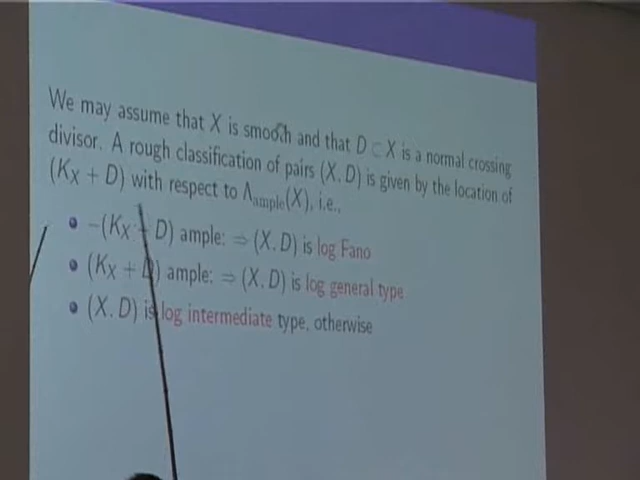 We may assume that X is smooth and that D ⊂ X is a normal crossing
divisor. A rough classification of pairs (X, D) is given by the location of
(K_X + D) with respect to Λ_ample(X), i.e.,
• −(K_X + D) ample: ⇒ (X, D) is log Fano
• (K_X + D) ample: ⇒ (X, D) is log general type
• (X, D) is log intermediate type, otherwise